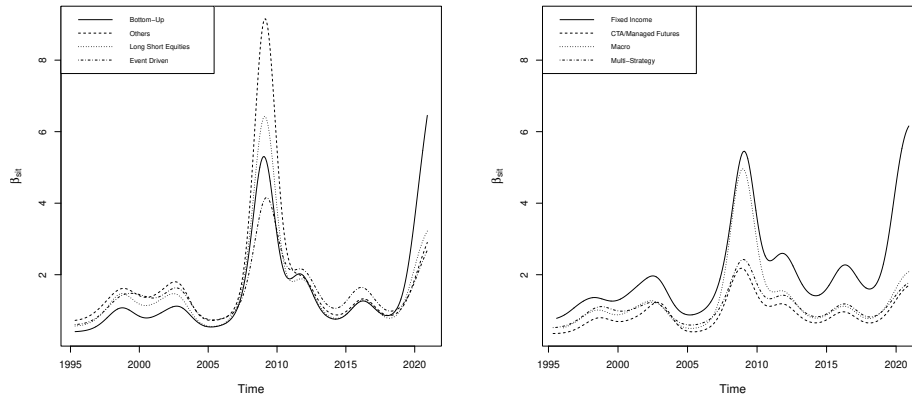 Bottom−Up
Others
Long Short Equities
Event Driven
βsit
8
6
4
2
1995 2000 2005 2010 2015 2020
Time
Fixed Income
CTA/Managed Futures
Macro
Multi−Strategy
βsit
8
6
4
2
1995 2000 2005 2010 2015 2020
Time